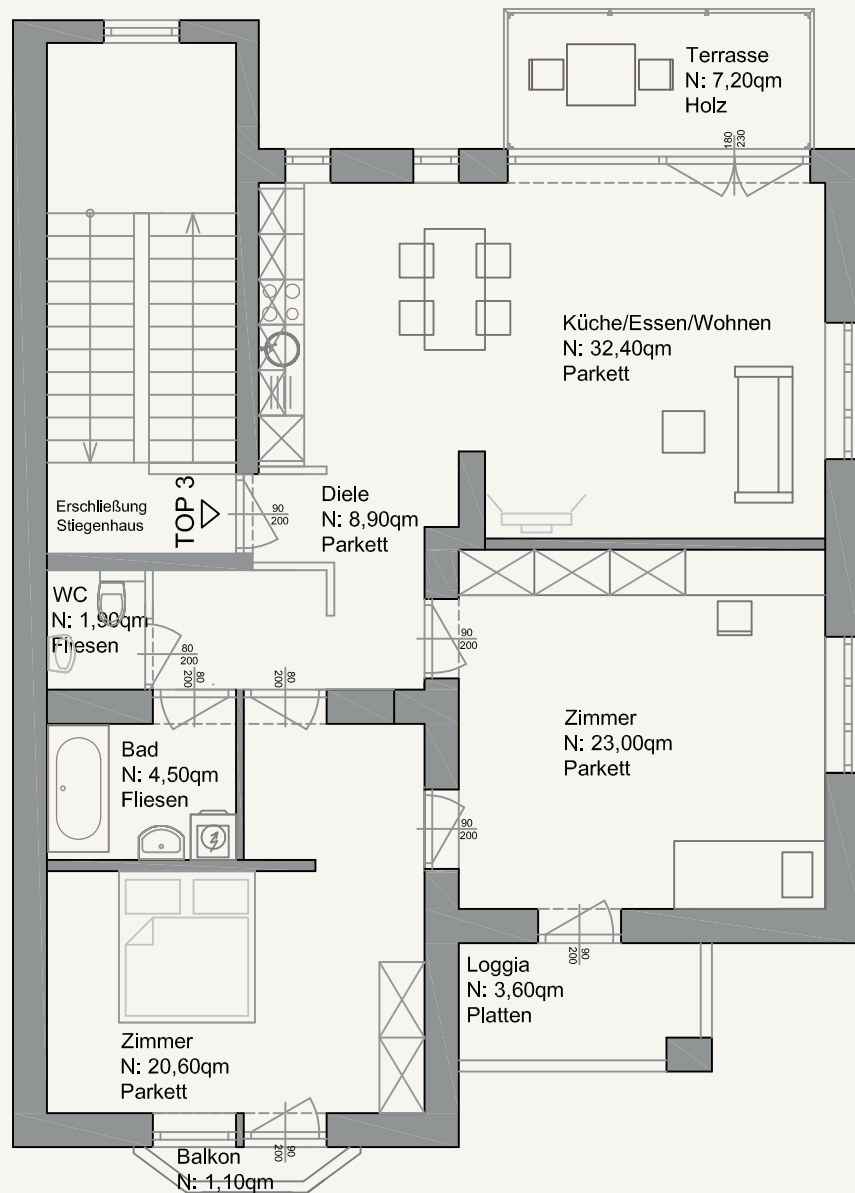 Terrasse
N: 7,20qm
Holz
180
230
Küche/Essen/Wohnen
N: 32,40qm
Parkett
Diele
N: 8,90qm
Parkett
90
200
TOP 3
Erschließung
Stiegenhaus
WC
N: 1,90qm
Fliesen
80
200
90
200
80
200
80
200
Zimmer
N: 23,00qm
Parkett
Bad
N: 4,50qm
Fliesen
90
200
90
200
Loggia
N: 3,60qm
Platten
Zimmer
N: 20,60qm
Parkett
90
200
Balkon
N: 1,10qm